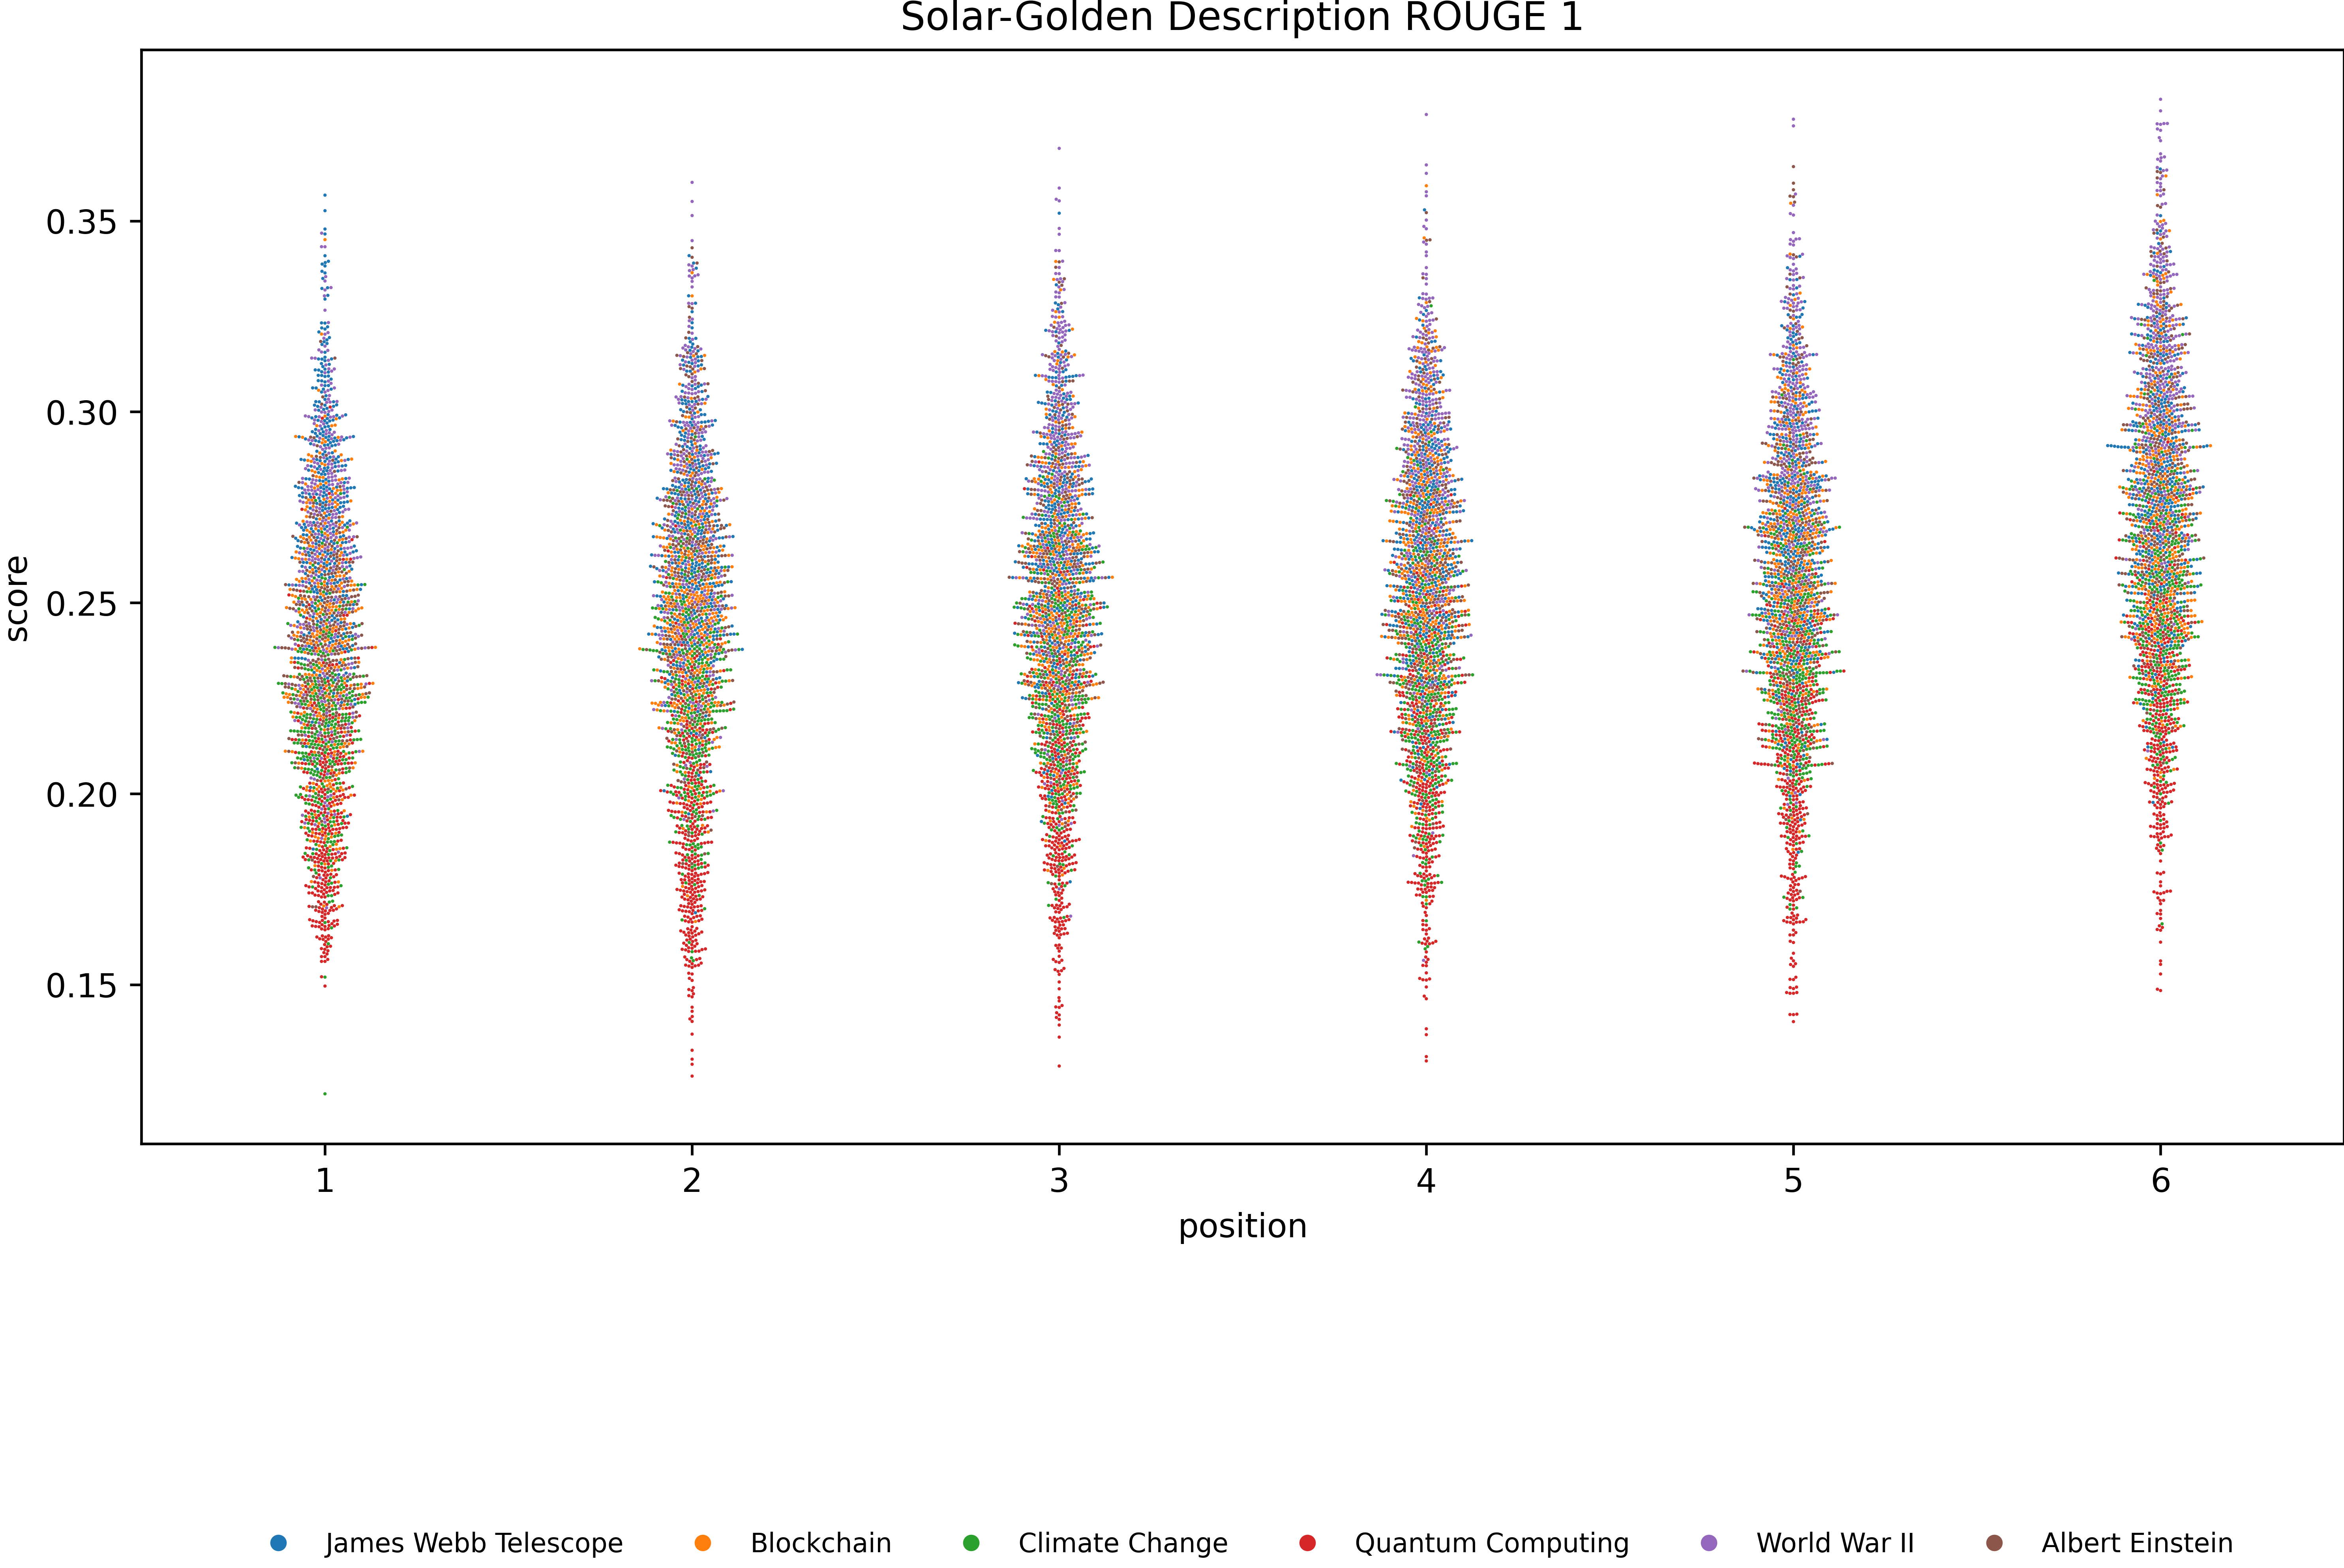 Solar-Golden Description ROUGE 1
score
0.35
0.30
0.25
0.20
0.15
1 2 3 4 5 6
position
James Webb Telescope Blockchain Climate Change Quantum Computing World War II Albert Einstein